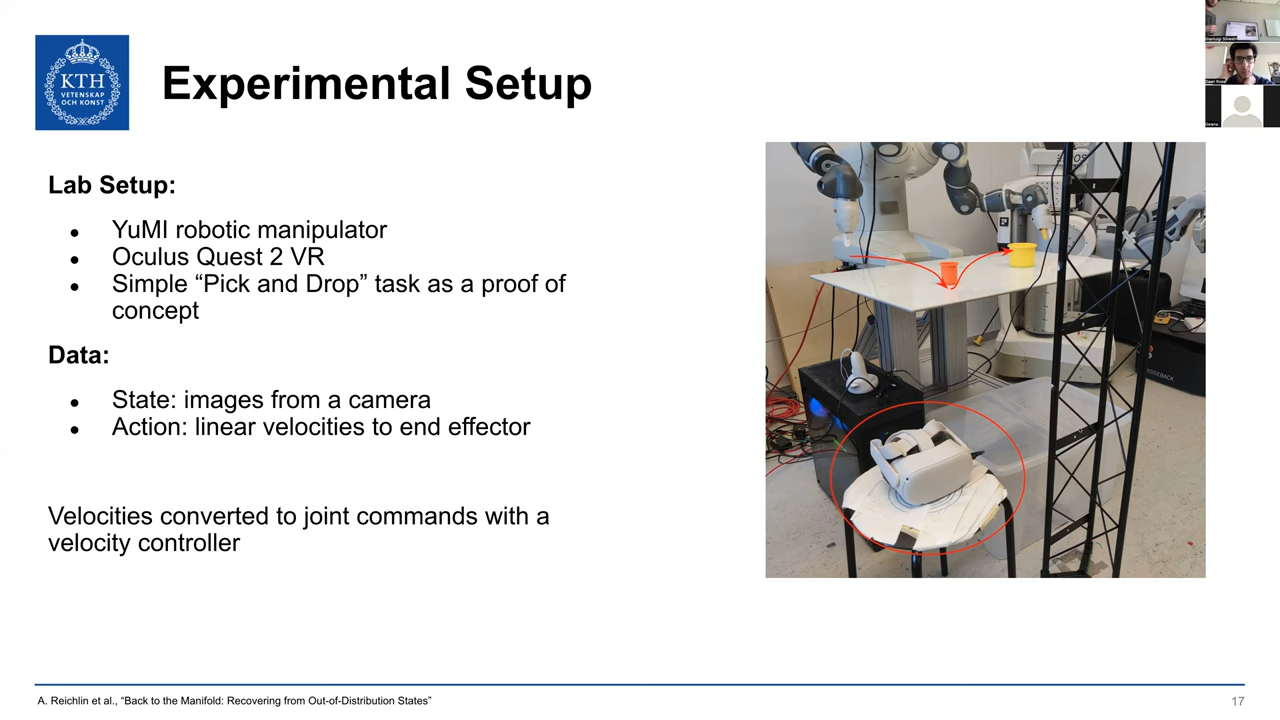 KTH
VETENSKAP
OCH KONST
Experimental Setup
Lab Setup:
● YuMI robotic manipulator
● Oculus Quest 2 VR
● Simple “Pick and Drop” task as a proof of
concept
Data:
● State: images from a camera
● Action: linear velocities to end effector
Velocities converted to joint commands with a
velocity controller
RIDGEBACK
A. Reichlin et al., “Back to the Manifold: Recovering from Out-of-Distribution States”
17